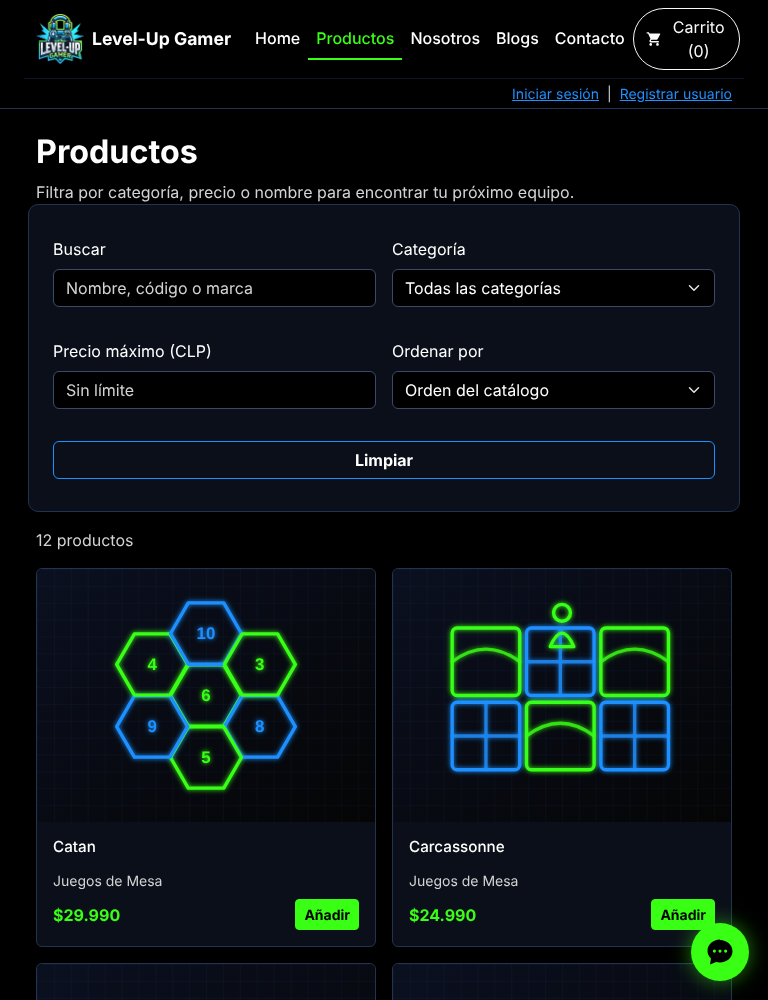 LEVEL-UP
GAMER
Level-Up Gamer
Home
Productos
Nosotros
Blogs
Contacto
Carrito
(0)
Iniciar sesión | Registrar usuario
Productos
Filtra por categoría, precio o nombre para encontrar tu próximo equipo.
Buscar
Categoría
Nombre, código o marca
Todas las categorías
Precio máximo (CLP)
Ordenar por
Sin límite
Orden del catálogo
Limpiar
12 productos
10
4
3
6
9
8
5
Catan
Juegos de Mesa
$29.990
Añadir
Carcassonne
Juegos de Mesa
$24.990
Añadir